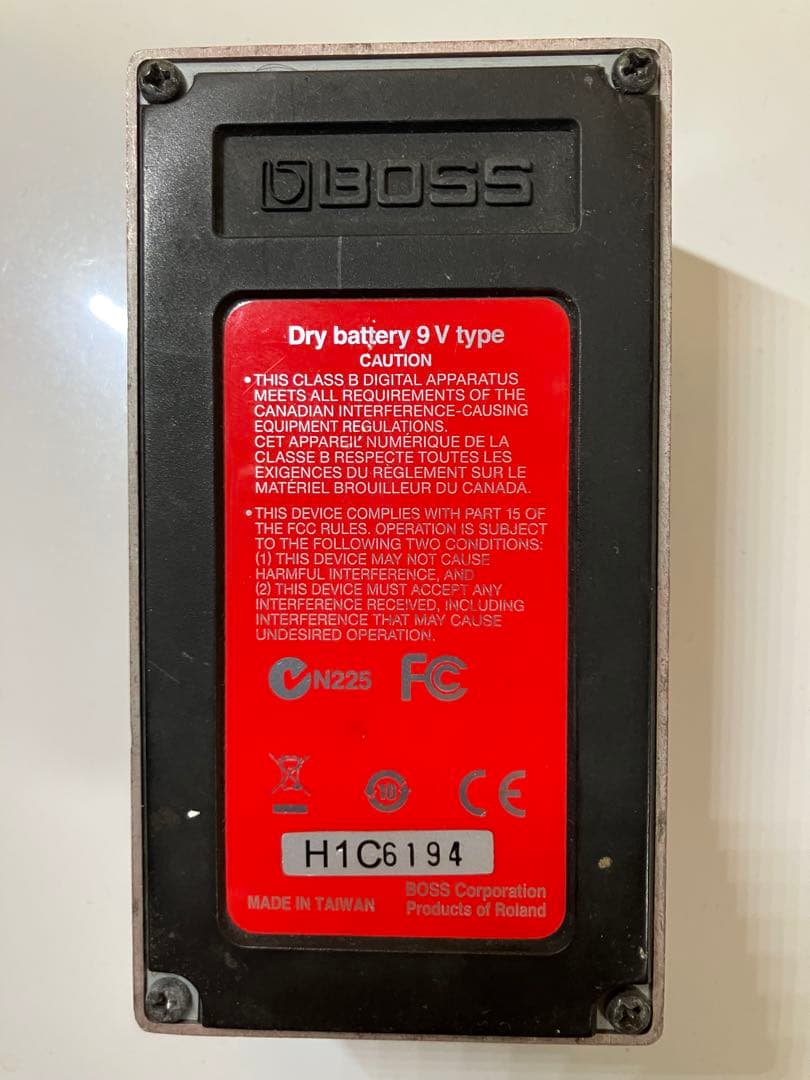 BOSS
Dry battery 9 V type
CAUTION
• THIS CLASS B DIGITAL APPARATUS
MEETS ALL REQUIREMENTS OF THE
CANADIAN INTERFERENCE-CAUSING
EQUIPMENT REGULATIONS.
CET APPAREIL NUMÉRIQUE DE LA
CLASSE B RESPECTE TOUTES LES
EXIGENCES DU RÈGLEMENT SUR LE
MATÉRIEL BROUILLEUR DU CANADA.
• THIS DEVICE COMPLIES WITH PART 15 OF
THE FCC RULES. OPERATION IS SUBJECT
TO THE FOLLOWING TWO CONDITIONS:
(1) THIS DEVICE MAY NOT CAUSE
HARMFUL INTERFERENCE, AND
(2) THIS DEVICE MUST ACCEPT ANY
INTERFERENCE RECEIVED, INCLUDING
INTERFERENCE THAT MAY CAUSE
UNDESIRED OPERATION.
N225 FC
10 CE
H1C6194
MADE IN TAIWAN BOSS Corporation
Products of Roland